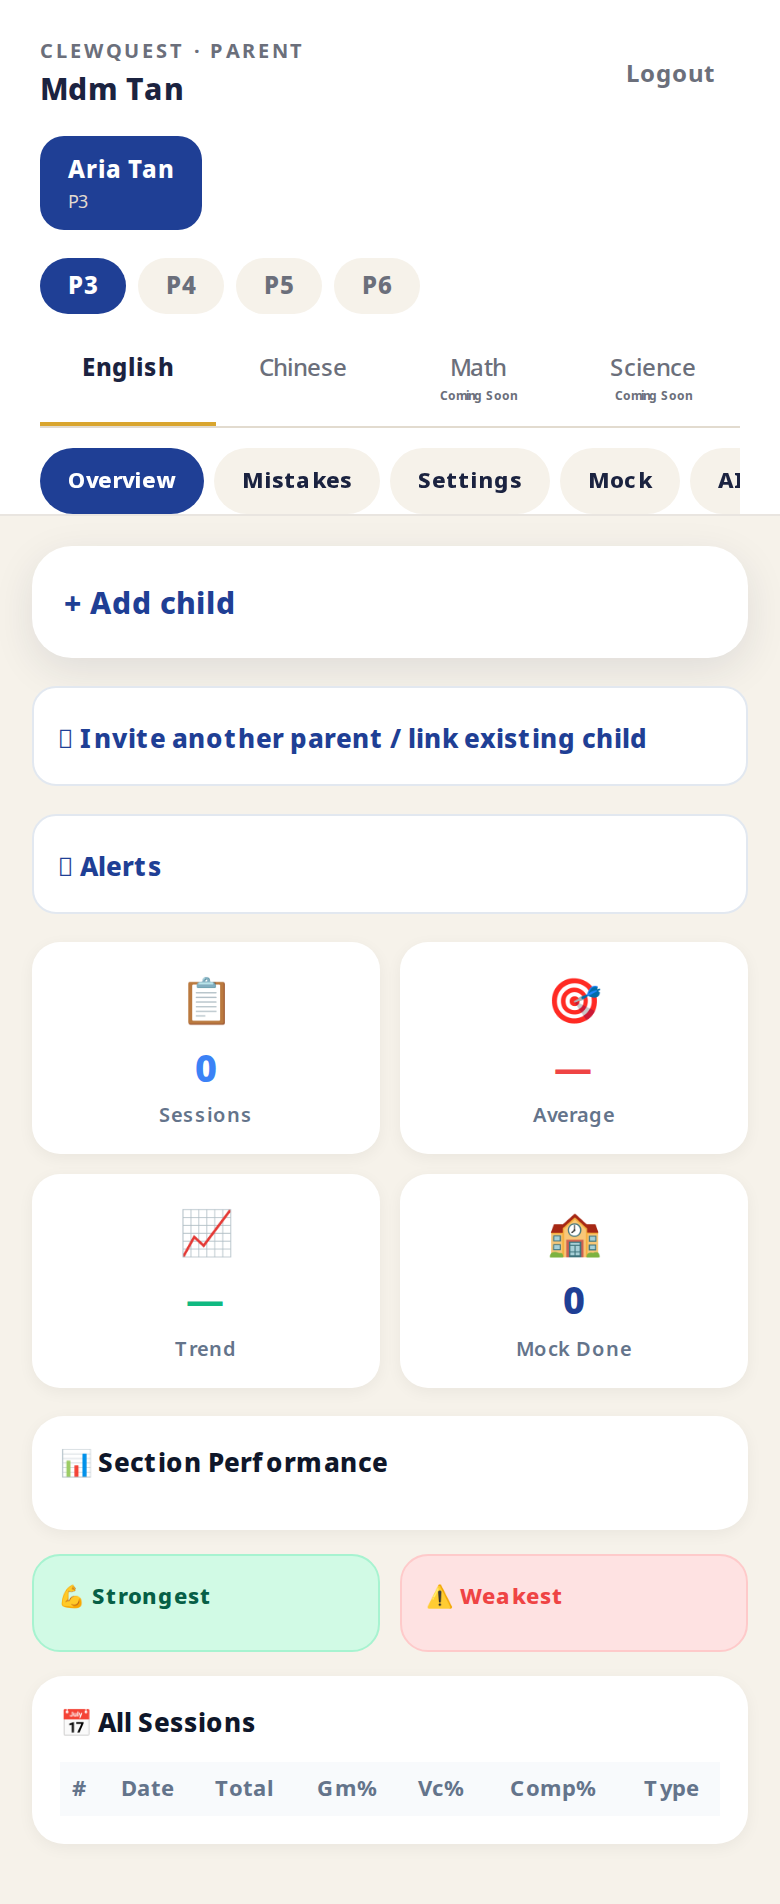 CLEWQUEST · PARENT
Mdm Tan
Logout
Aria Tan
P3
P3 P4 P5 P6
English Chinese Math Science
Coming Soon Coming Soon
Overview Mistakes Settings Mock AI
+ Add child
Invite another parent / link existing child
Alerts
0
Sessions
—
Average
—
Trend
0
Mock Done
Section Performance
💪 Strongest
⚠️ Weakest
All Sessions
# Date Total Gm% Vc% Comp% Type